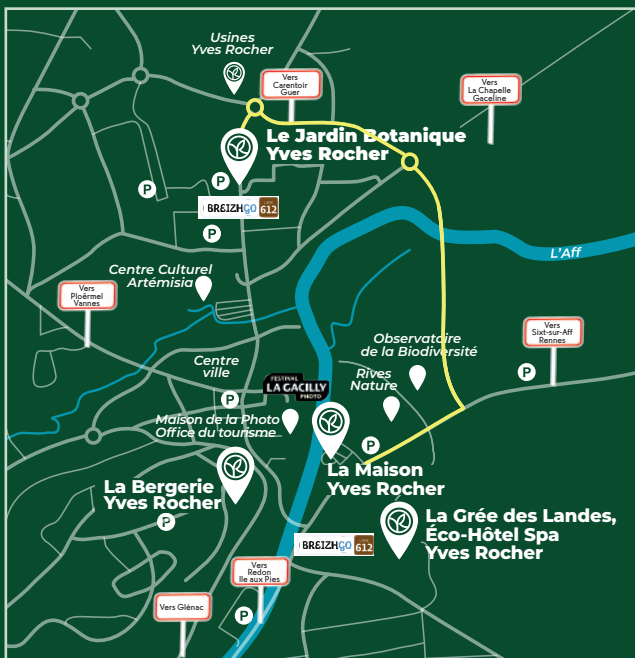 Usines
Yves Rocher
Vers
Carentoir
Guer
Vers
La Chapelle
Gaceline
Le Jardin Botanique
Yves Rocher
P
P
BREIZHGO
LIGNE
612
P
L'Aff
Centre Culturel
Artémisia
Vers
Ploërmel
Vannes
Vers
Sixt-sur-Aff
Rennes
Observatoire
de la Biodiversité
P
Centre
ville
Rives
Nature
FESTIVAL
LA GACILLY
PHOTO
P
Maison de la Photo
Office du tourisme
P
La Maison
Yves Rocher
La Bergerie
Yves Rocher
P
La Grée des Landes,
Éco-Hôtel Spa
Yves Rocher
BREIZHGO
LIGNE
612
Vers
Redon
Ile aux Pies
Vers Glénac
P